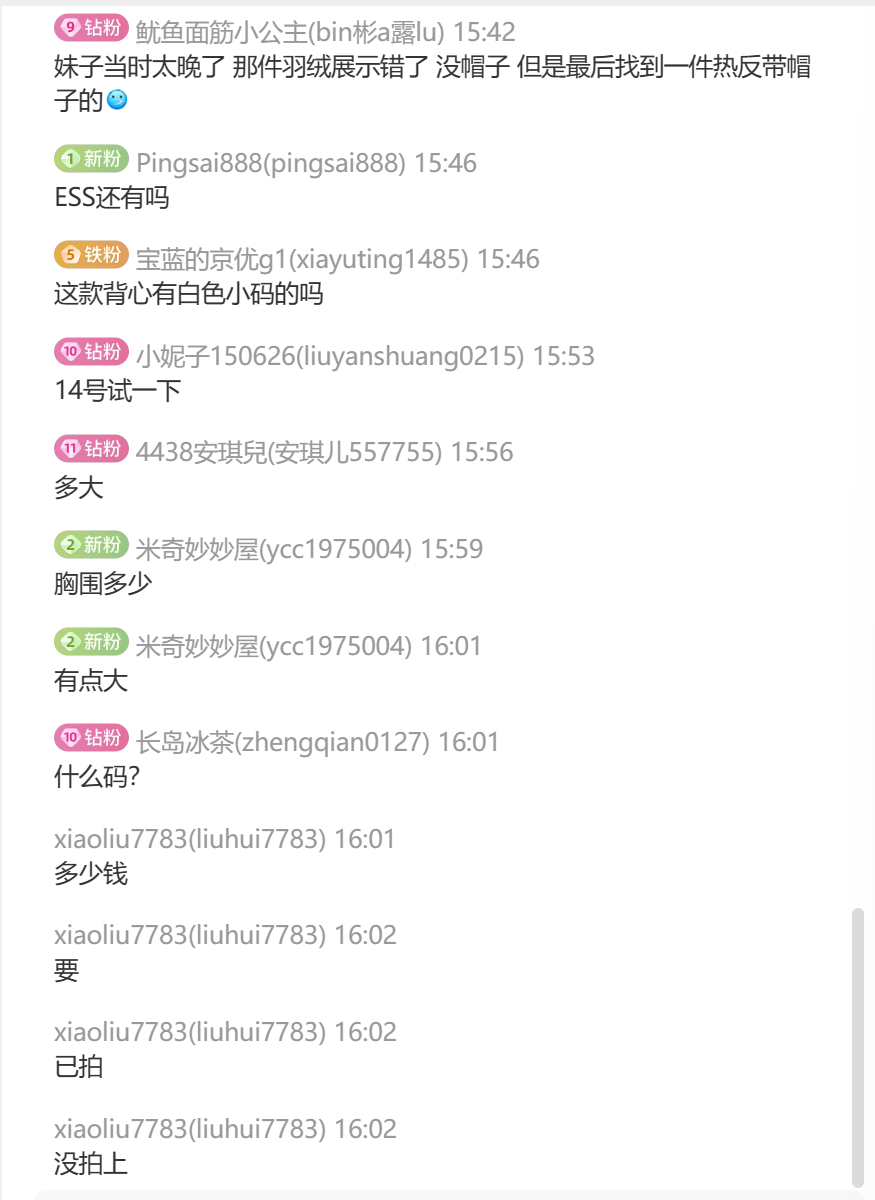 9 钻粉 鱿鱼面筋小公主(bin彬a露lu) 15:42
妹子当时太晚了 那件羽绒展示错了 没帽子 但是最后找到一件热反带帽
子的
1 新粉 Pingsai888(pingsai888) 15:46
ESS还有吗
5 铁粉 宝蓝的京优g1(xiayuting1485) 15:46
这款背心有白色小码的吗
10 钻粉 小妮子150626(liuyanshuang0215) 15:53
14号试一下
11 钻粉 4438安琪兒(安琪儿557755) 15:56
多大
2 新粉 米奇妙妙屋(ycc1975004) 15:59
胸围多少
2 新粉 米奇妙妙屋(ycc1975004) 16:01
有点大
10 钻粉 长岛冰茶(zhengqian0127) 16:01
什么码?
xiaoliu7783(liuhui7783) 16:01
多少钱
xiaoliu7783(liuhui7783) 16:02
要
xiaoliu7783(liuhui7783) 16:02
已拍
xiaoliu7783(liuhui7783) 16:02
没拍上